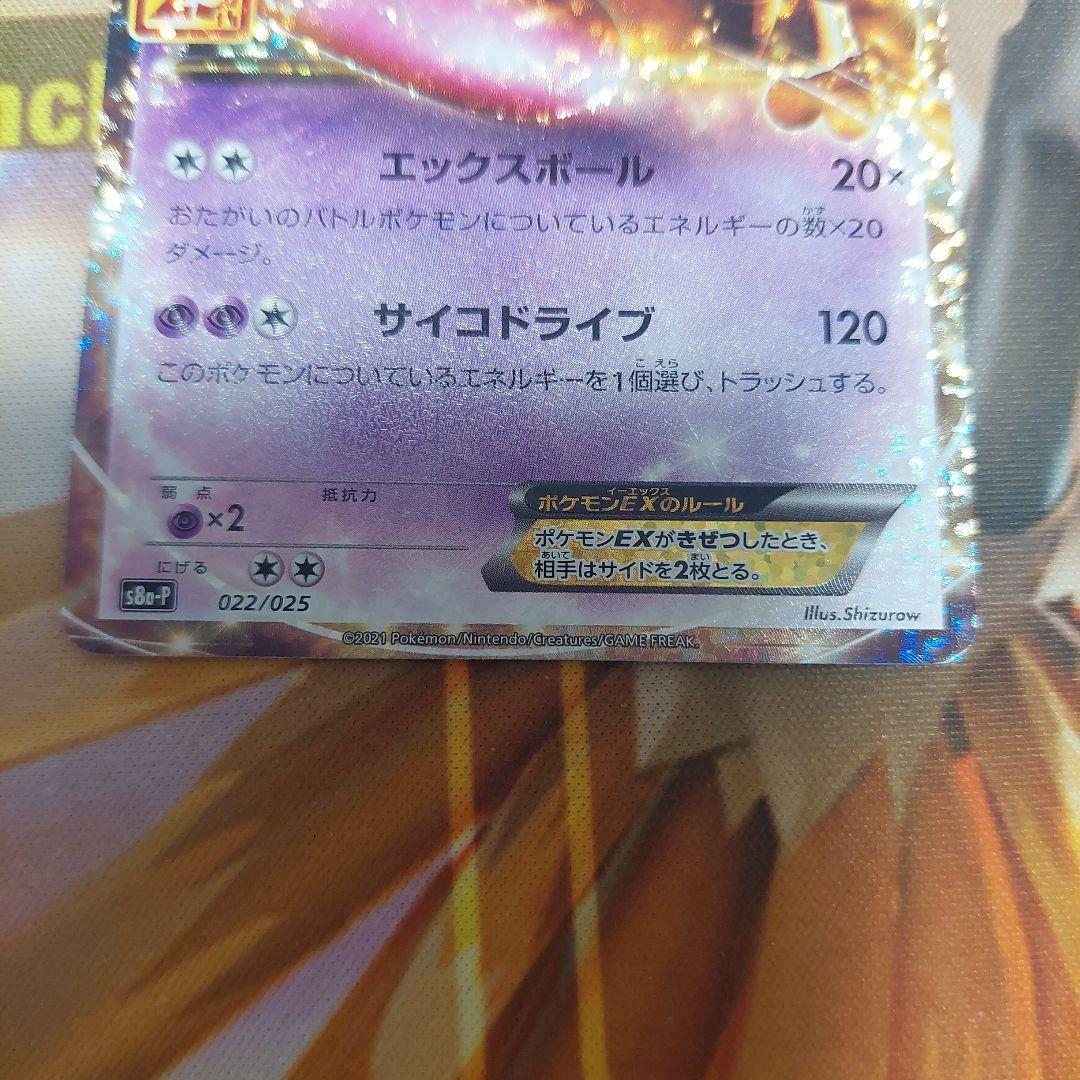 エックスボール 20×
おたがいのバトルポケモンについているエネルギーの数×20
ダメージ。
サイコドライブ 120
このポケモンについているエネルギーを1個選び、トラッシュする。
弱点 抵抗力
×2
にげる
ポケモンEXのルール
ポケモンEXがきぜつしたとき、
相手はサイドを2枚とる。
s8a-P 022/025
Illus.Shizurow
©2021 Pokémon/Nintendo/Creatures/GAME FREAK.